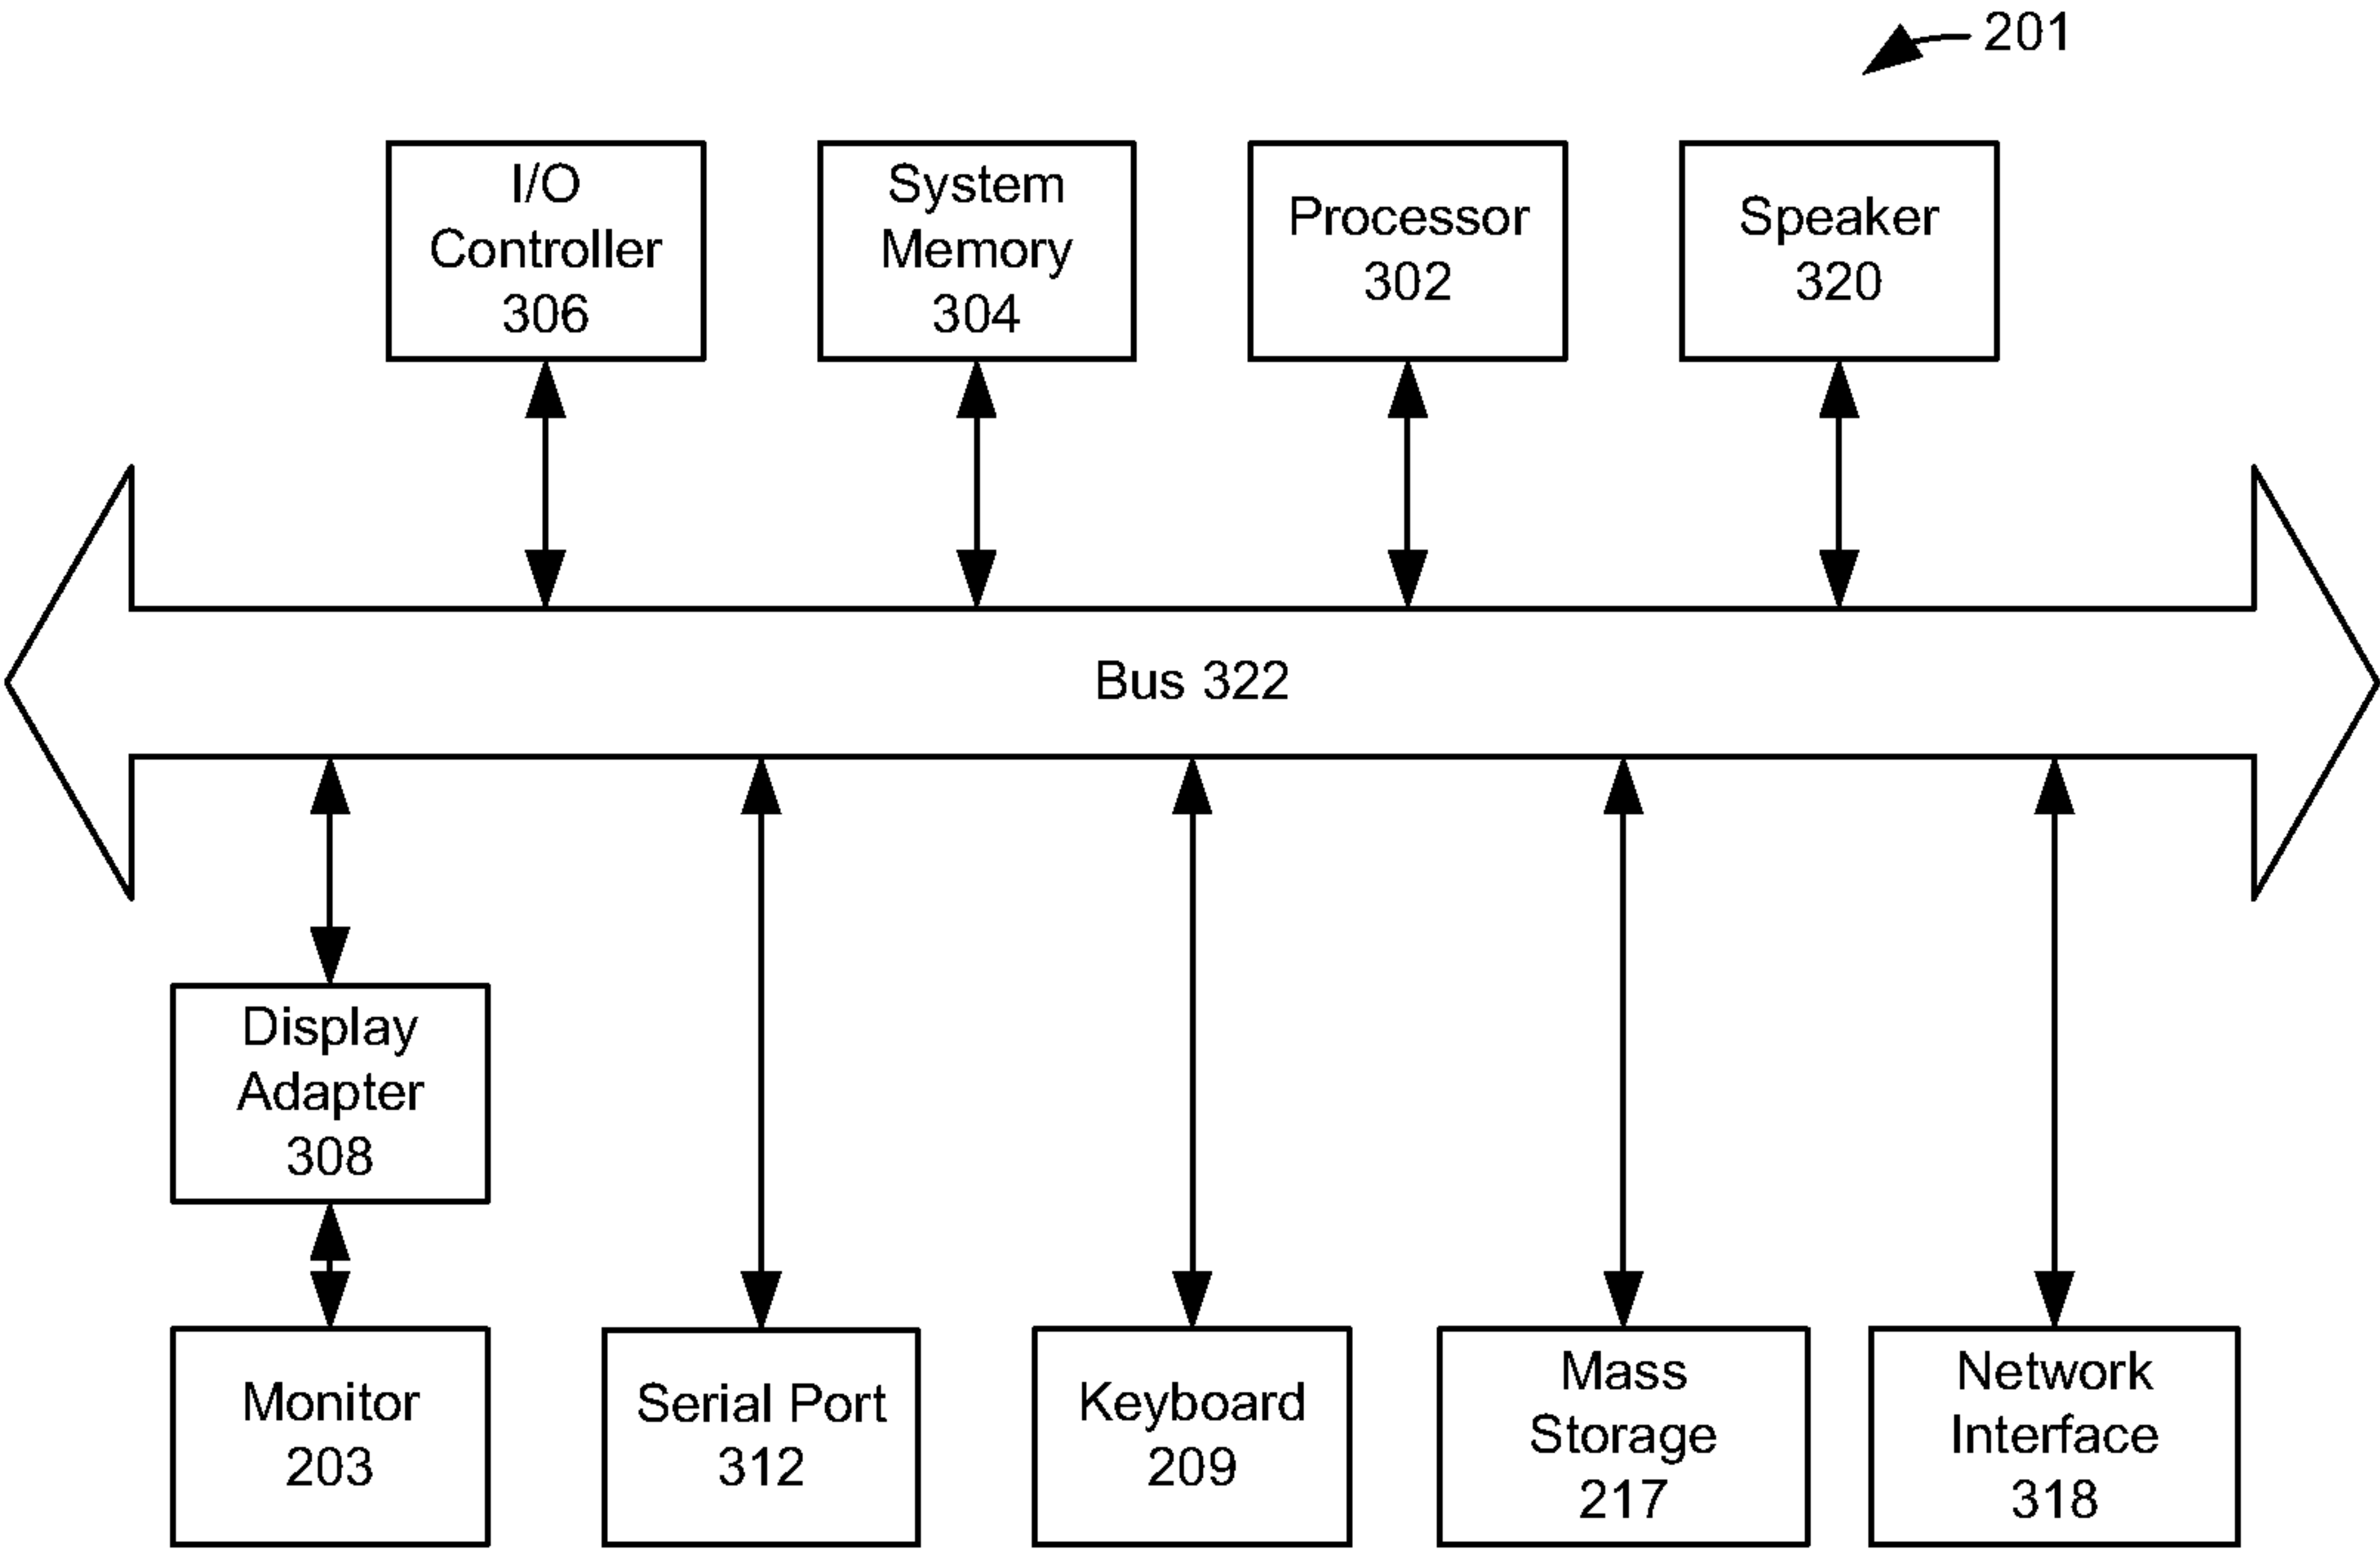 201
I/O
Controller
306
System
Memory
304
Processor
302
Speaker
320
Bus 322
Display
Adapter
308
Monitor
203
Serial Port
312
Keyboard
209
Mass
Storage
217
Network
Interface
318